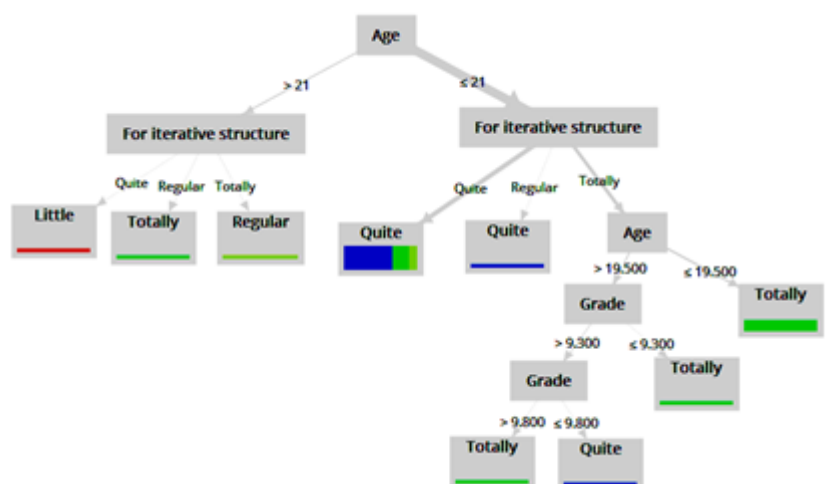 Age
> 21
≤ 21
For iterative structure
For iterative structure
Quite
Regular
Totally
Quite
Regular
Totally
Little
Totally
Regular
Quite
Quite
Age
> 19.500
≤ 19.500
Grade
Totally
> 9.300
≤ 9.300
Grade
Totally
> 9.800
≤ 9.800
Totally
Quite